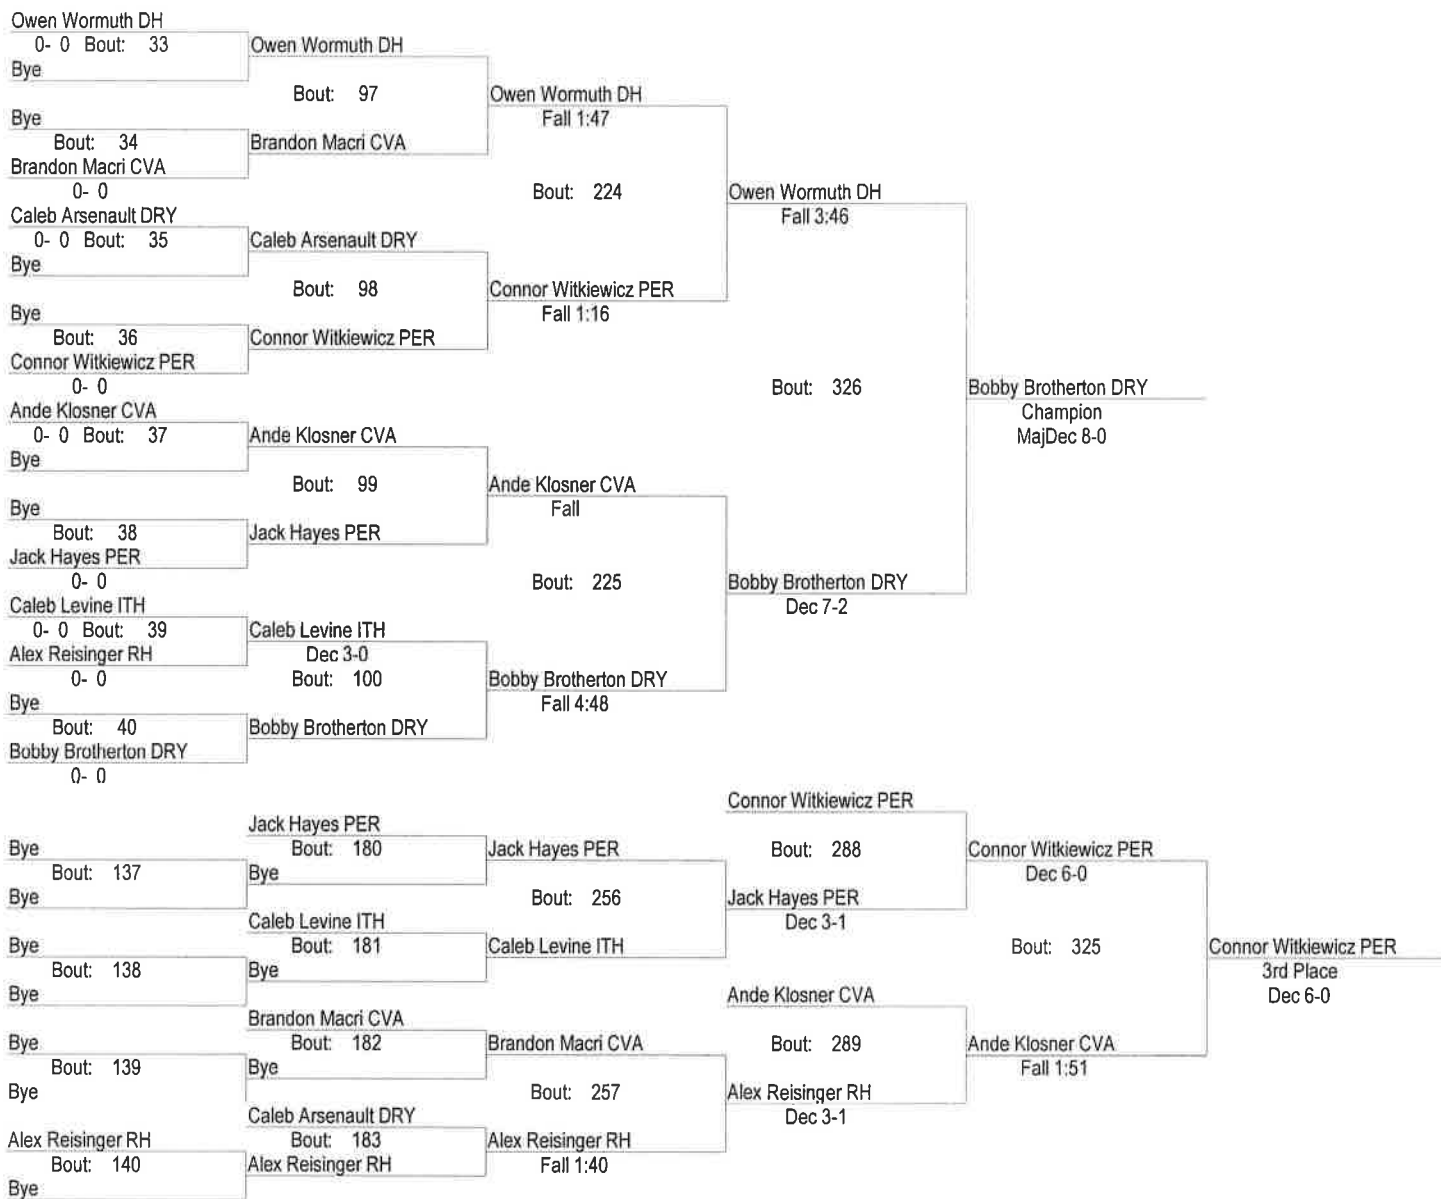 Owen Wormuth DH
0- 0 Bout: 33
Bye
Bye
Bout: 34
Brandon Macri CVA
0- 0
Caleb Arsenault DRY
0- 0 Bout: 35
Bye
Bye
Bout: 36
Connor Witkiewicz PER
0- 0
Ande Klosner CVA
0- 0 Bout: 37
Bye
Bye
Bout: 38
Jack Hayes PER
0- 0
Caleb Levine ITH
0- 0 Bout: 39
Alex Reisinger RH
0- 0
Bye
Bout: 40
Bobby Brotherton DRY
0- 0
Owen Wormuth DH
Bout: 97
Brandon Macri CVA
Caleb Arsenault DRY
Bout: 98
Connor Witkiewicz PER
Ande Klosner CVA
Bout: 99
Jack Hayes PER
Caleb Levine ITH
Dec 3-0
Bout: 100
Bobby Brotherton DRY
Owen Wormuth DH
Fall 1:47
Bout: 224
Connor Witkiewicz PER
Fall 1:16
Ande Klosner CVA
Fall
Bout: 225
Bobby Brotherton DRY
Fall 4:48
Owen Wormuth DH
Fall 3:46
Bout: 326
Bobby Brotherton DRY
Dec 7-2
Bobby Brotherton DRY
Champion
MajDec 8-0
Bye
Bout: 137
Bye
Bye
Bout: 138
Bye
Bye
Bout: 139
Bye
Alex Reisinger RH
Bout: 140
Bye
Jack Hayes PER
Bout: 180
Bye
Caleb Levine ITH
Bout: 181
Bye
Brandon Macri CVA
Bout: 182
Bye
Caleb Arsenault DRY
Bout: 183
Alex Reisinger RH
Jack Hayes PER
Bout: 256
Caleb Levine ITH
Brandon Macri CVA
Bout: 257
Alex Reisinger RH
Fall 1:40
Connor Witkiewicz PER
Bout: 288
Jack Hayes PER
Dec 3-1
Ande Klosner CVA
Bout: 289
Alex Reisinger RH
Dec 3-1
Connor Witkiewicz PER
Dec 6-0
Bout: 325
Ande Klosner CVA
Fall 1:51
Connor Witkiewicz PER
3rd Place
Dec 6-0